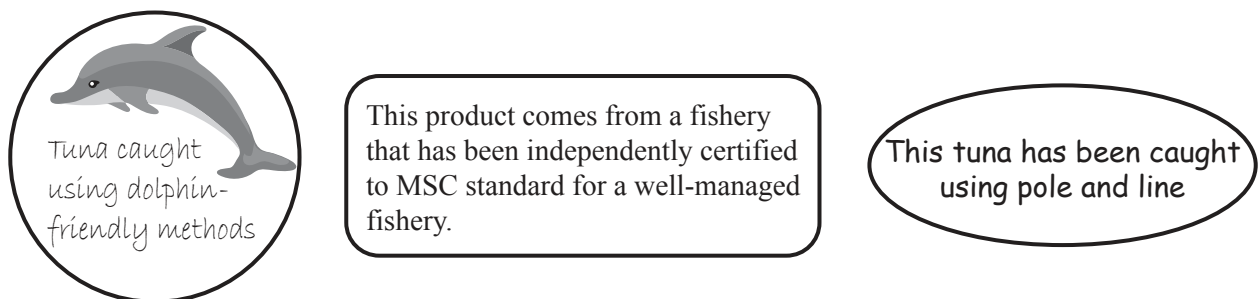 Tuna caught
using dolphin-
friendly methods
This product comes from a fishery
that has been independently certified
to MSC standard for a well-managed
fishery.
This tuna has been caught
using pole and line